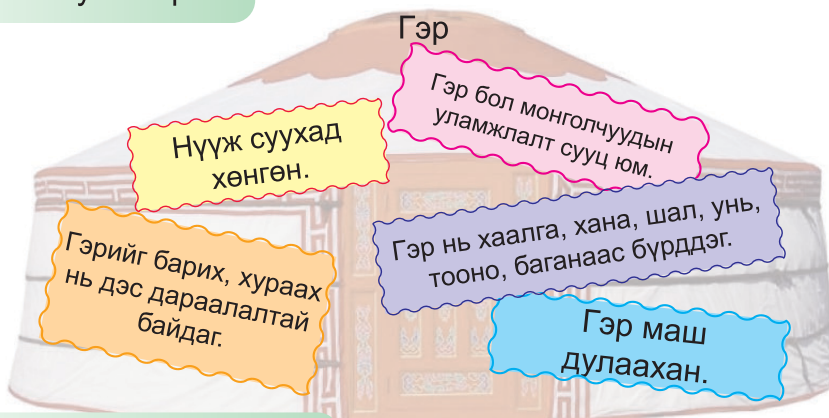 Гэр
Гэр бол монголчуудын
уламжлалт сууц юм.
Нүүж суухад
хөнгөн.
Гэр нь хаалга, хана, шал, унь,
тооно, баганаас бүрддэг.
Гэрийг барих, хураах
нь дэс дараалалтай
байдаг.
Гэр маш
дулаахан.